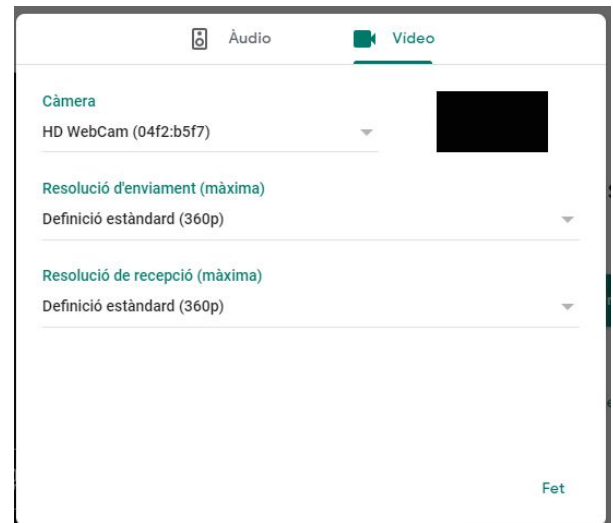 Àudio
Vídeo
Càmera
HD WebCam (04f2:b5f7)
Resolució d'enviament (màxima)
Definició estàndard (360p)
Resolució de recepció (màxima)
Definició estàndard (360p)
Fet